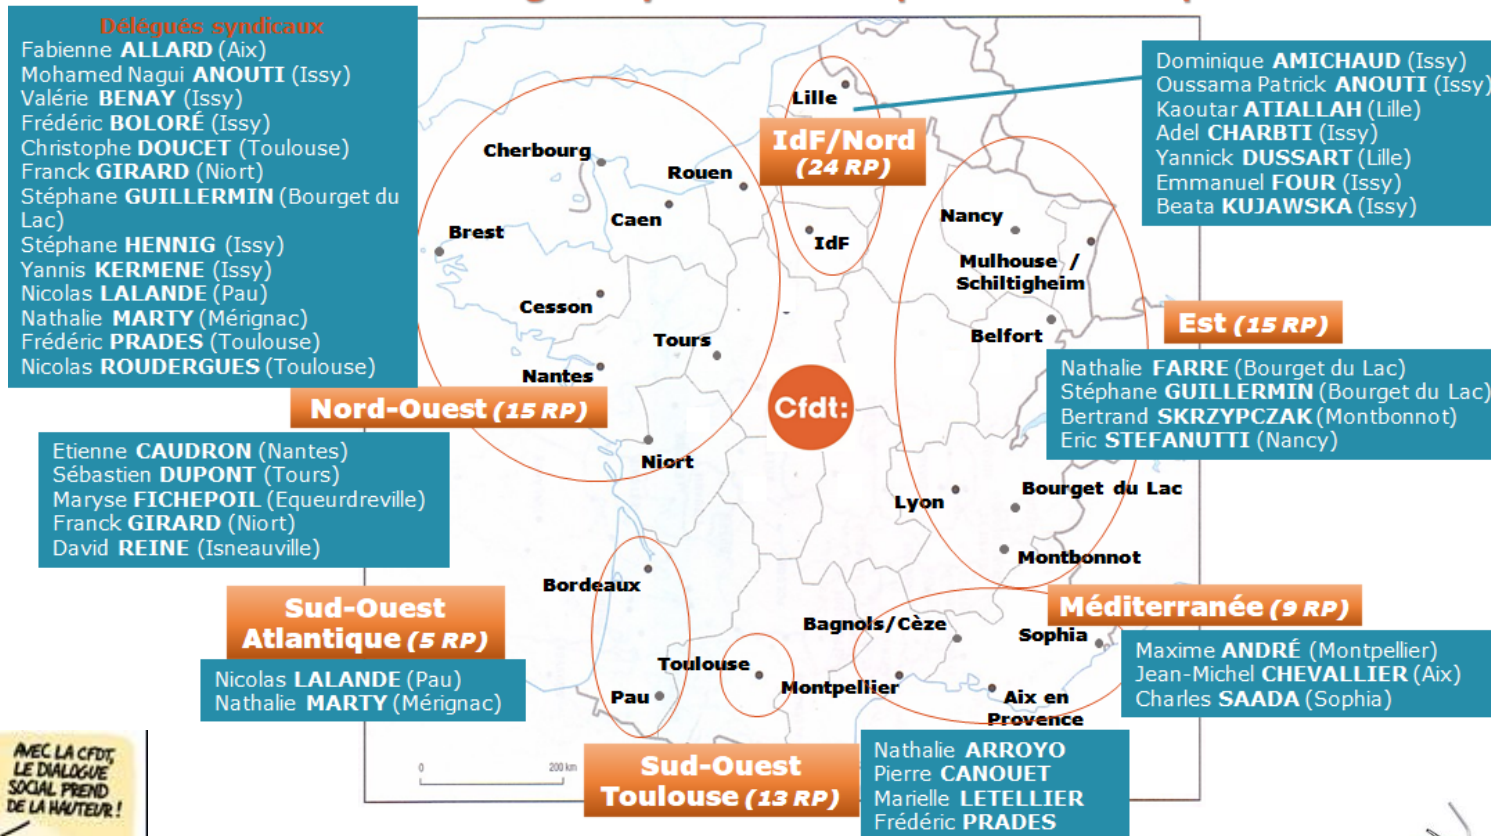 Délégués syndicaux
Fabienne ALLARD (Aix)
Mohamed Nagui ANOUTI (Issy)
Valérie BENAY (Issy)
Frédéric BOLORÉ (Issy)
Christophe DOUCET (Toulouse)
Franck GIRARD (Niort)
Stéphane GUILLERMIN (Bourget du
Lac)
Stéphane HENNIG (Issy)
Yannis KERMENE (Issy)
Nicolas LALANDE (Pau)
Nathalie MARTY (Mérignac)
Frédéric PRADES (Toulouse)
Nicolas ROUDERGUES (Toulouse)
Dominique AMICHAUD (Issy)
Oussama Patrick ANOUTI (Issy)
Kaoutar ATIALLAH (Lille)
Adel CHARBTI (Issy)
Yannick DUSSART (Lille)
Emmanuel FOUR (Issy)
Beata KUJAWSKA (Issy)
Lille
IdF/Nord
(24 RP)
Cherbourg
Rouen
Caen
Brest
IdF
Nancy
Mulhouse /
Schiltigheim
Cesson
Tours
Nantes
Belfort
Est (15 RP)
Nathalie FARRE (Bourget du Lac)
Stéphane GUILLERMIN (Bourget du Lac)
Bertrand SKRZYPCZAK (Montbonnot)
Eric STEFANUTTI (Nancy)
Cfdt:
Nord-Ouest (15 RP)
Etienne CAUDRON (Nantes)
Sébastien DUPONT (Tours)
Maryse FICHEPOIL (Equeurdreville)
Franck GIRARD (Niort)
David REINE (Isneauville)
Niort
Lyon
Bourget du Lac
Montbonnot
Bordeaux
Sud-Ouest
Atlantique (5 RP)
Nicolas LALANDE (Pau)
Nathalie MARTY (Mérignac)
Méditerranée (9 RP)
Maxime ANDRÉ (Montpellier)
Jean-Michel CHEVALLIER (Aix)
Charles SAADA (Sophia)
Bagnols/Cèze
Sophia
Toulouse
Montpellier
Pau
Aix en
Provence
Sud-Ouest
Toulouse (13 RP)
Nathalie ARROYO
Pierre CANOUET
Marielle LETELLIER
Frédéric PRADES
0 200 km
AVEC LA CFDT,
LE DIALOGUE
SOCIAL PREND
DE LA HAUTEUR !